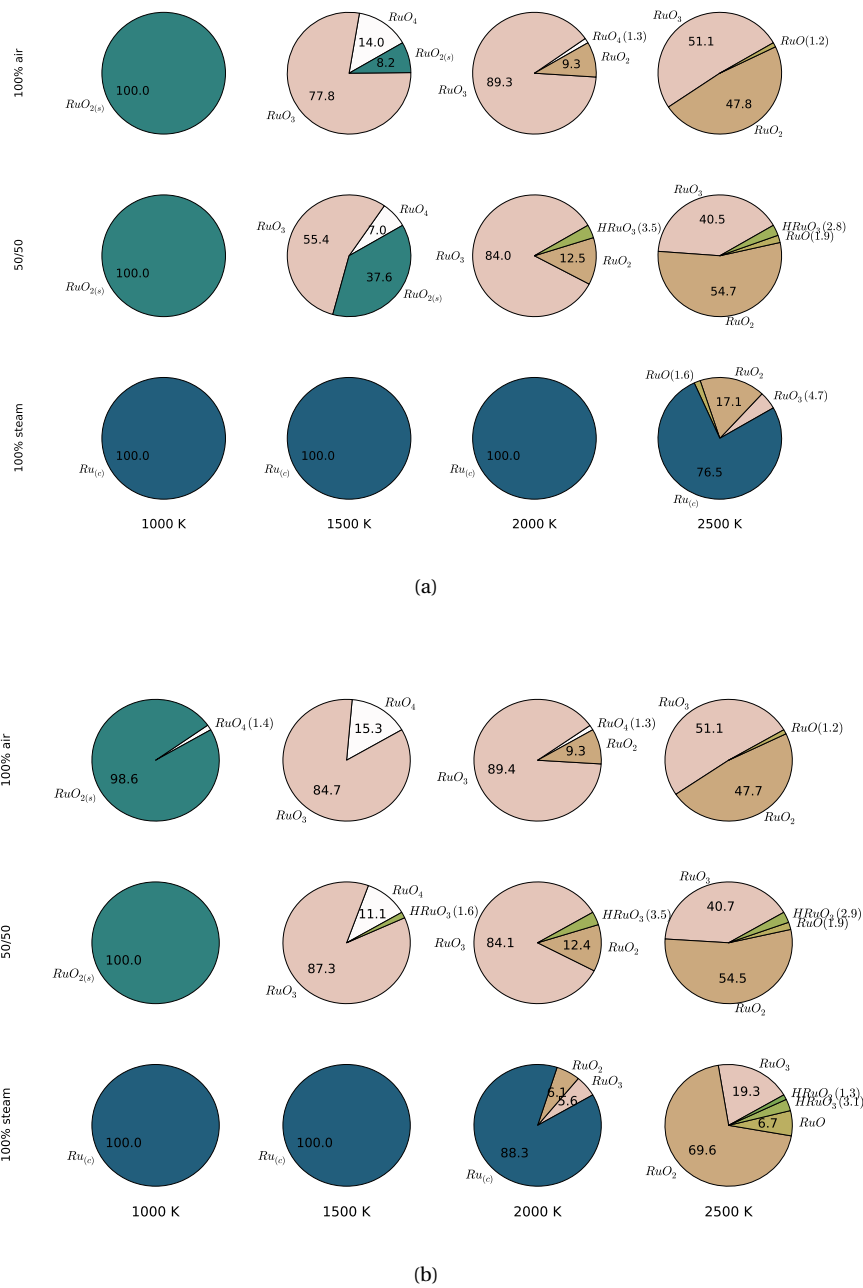 100% air
RuO2(s)
100.0
RuO4
14.0
RuO2(s)
8.2
77.8
RuO3
RuO4(1.3)
RuO2
9.3
89.3
RuO3
RuO3
51.1
RuO(1.2)
47.8
RuO2
50/50
100.0
RuO2(s)
RuO4
7.0
RuO3
55.4
37.6
RuO2(s)
HRuO3(3.5)
RuO3
84.0
12.5
RuO2
RuO3
40.5
HRuO3(2.8)
RuO(1.9)
54.7
RuO2
100% steam
100.0
Ru(c)
100.0
Ru(c)
100.0
Ru(c)
RuO(1.6)
RuO2
17.1
RuO3(4.7)
76.5
Ru(c)
1000 K
1500 K
2000 K
2500 K
(a)
100% air
RuO4(1.4)
98.6
RuO2(s)
RuO4
15.3
84.7
RuO3
RuO4(1.3)
RuO2
9.3
89.4
RuO3
RuO3
51.1
RuO(1.2)
47.7
RuO2
50/50
100.0
RuO2(s)
RuO4
11.1
HRuO3(1.6)
87.3
RuO3
HRuO3(3.5)
RuO3
84.1
12.4
RuO2
RuO3
40.7
HRuO3(2.9)
RuO(1.9)
54.5
RuO2
100% steam
100.0
Ru(c)
100.0
Ru(c)
RuO2
6.1
RuO3
5.6
88.3
Ru(c)
RuO3
19.3
(1.3)
HRuO3(3.1)
6.7
RuO
69.6
RuO2
1000 K
1500 K
2000 K
2500 K
(b)